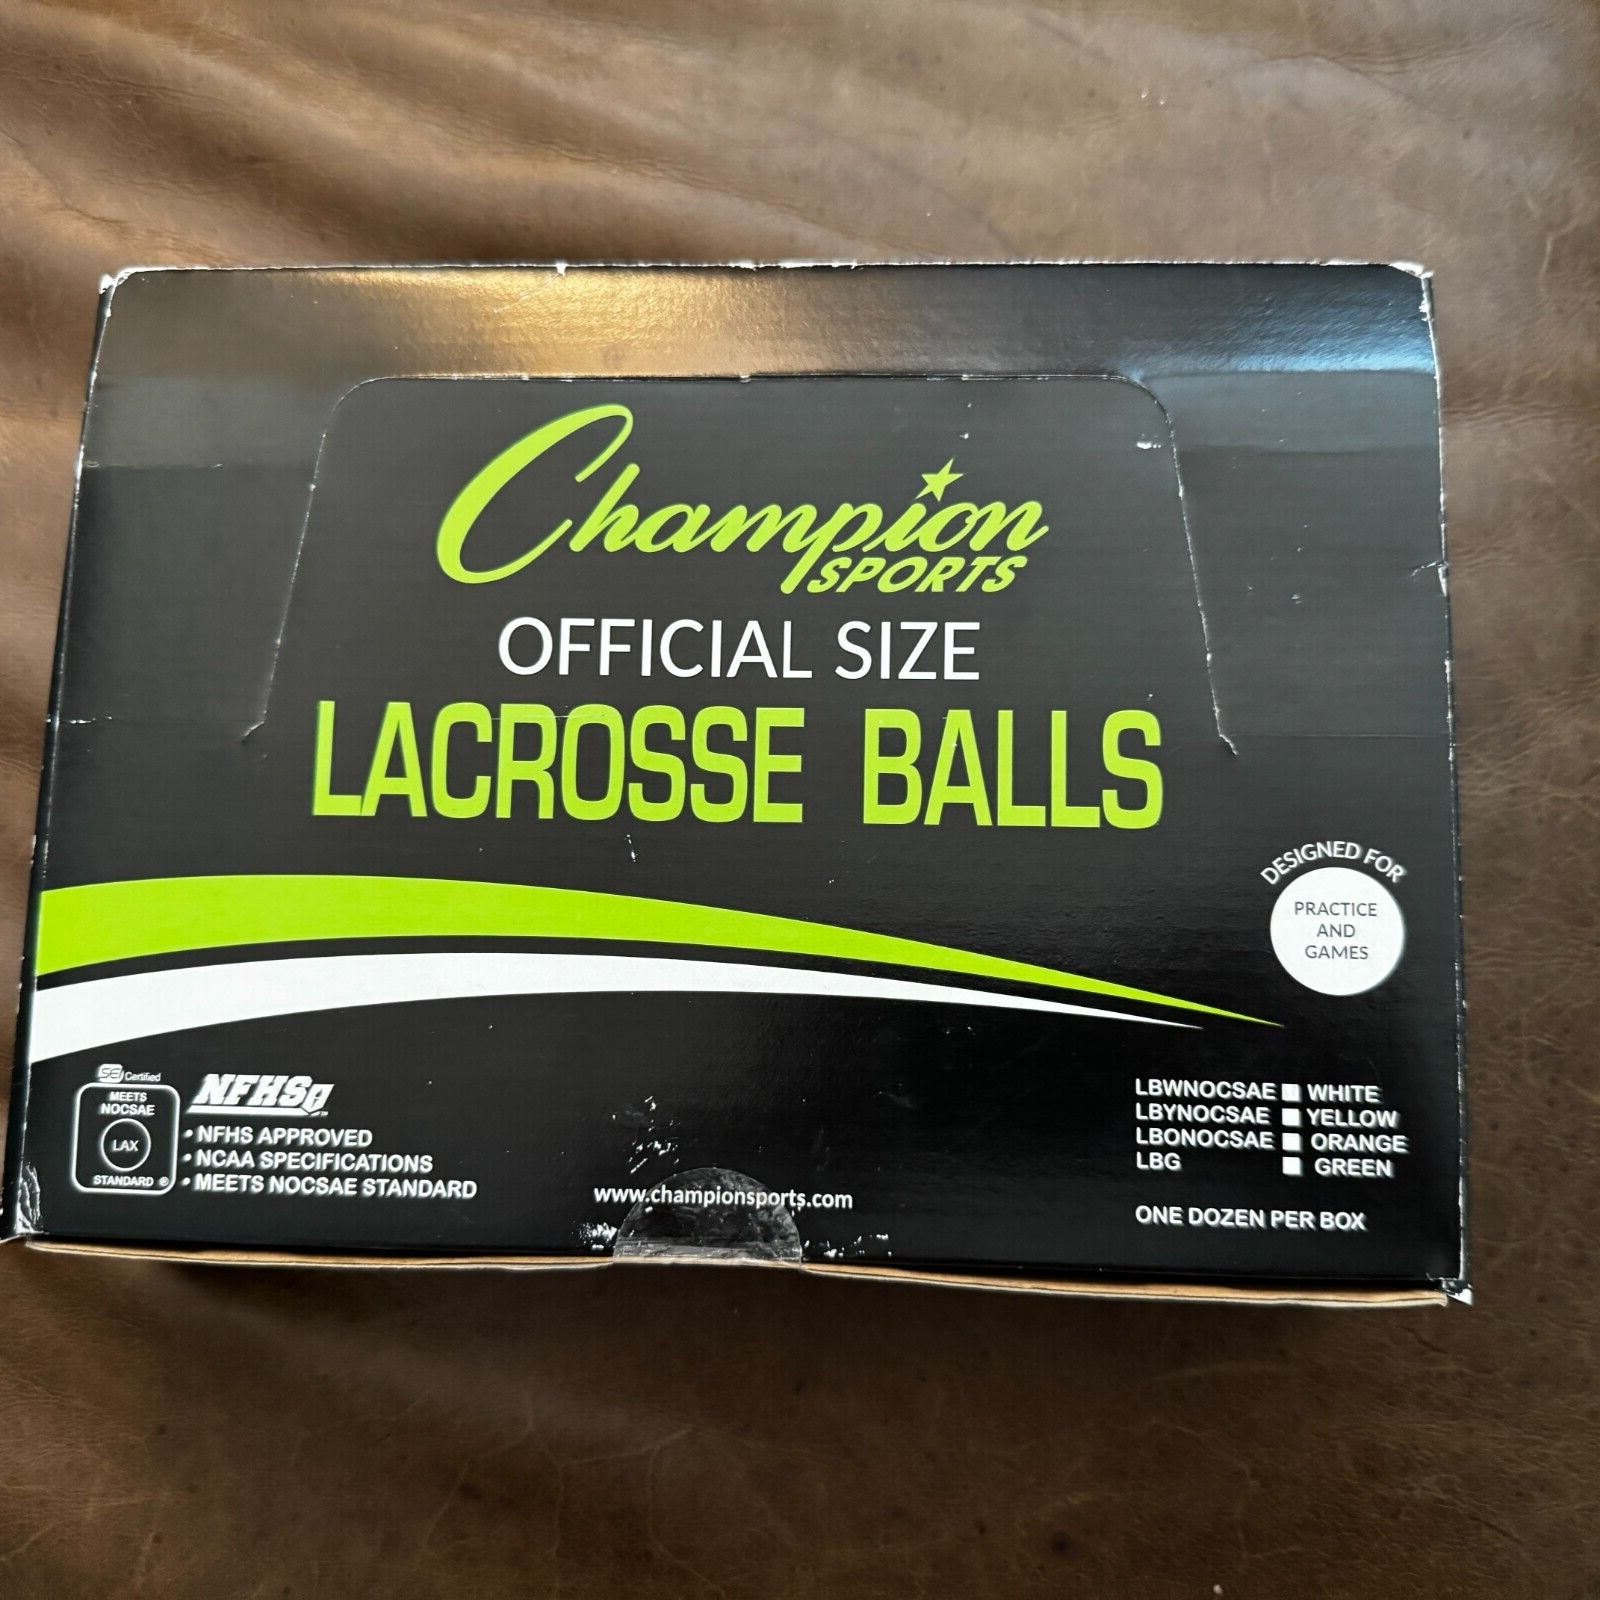 Champion
SPORTS
OFFICIAL SIZE
LACROSSE BALLS
DESIGNED FOR
PRACTICE
AND
GAMES
SEI Certified
MEETS
NOCSAE
LAX
STANDARD ®
NFHS
• NFHS APPROVED
• NCAA SPECIFICATIONS
• MEETS NOCSAE STANDARD
www.championsports.com
LBWNOCSAE WHITE
LBYNOCSAE YELLOW
LBONOCSAE ORANGE
LBG GREEN
ONE DOZEN PER BOX